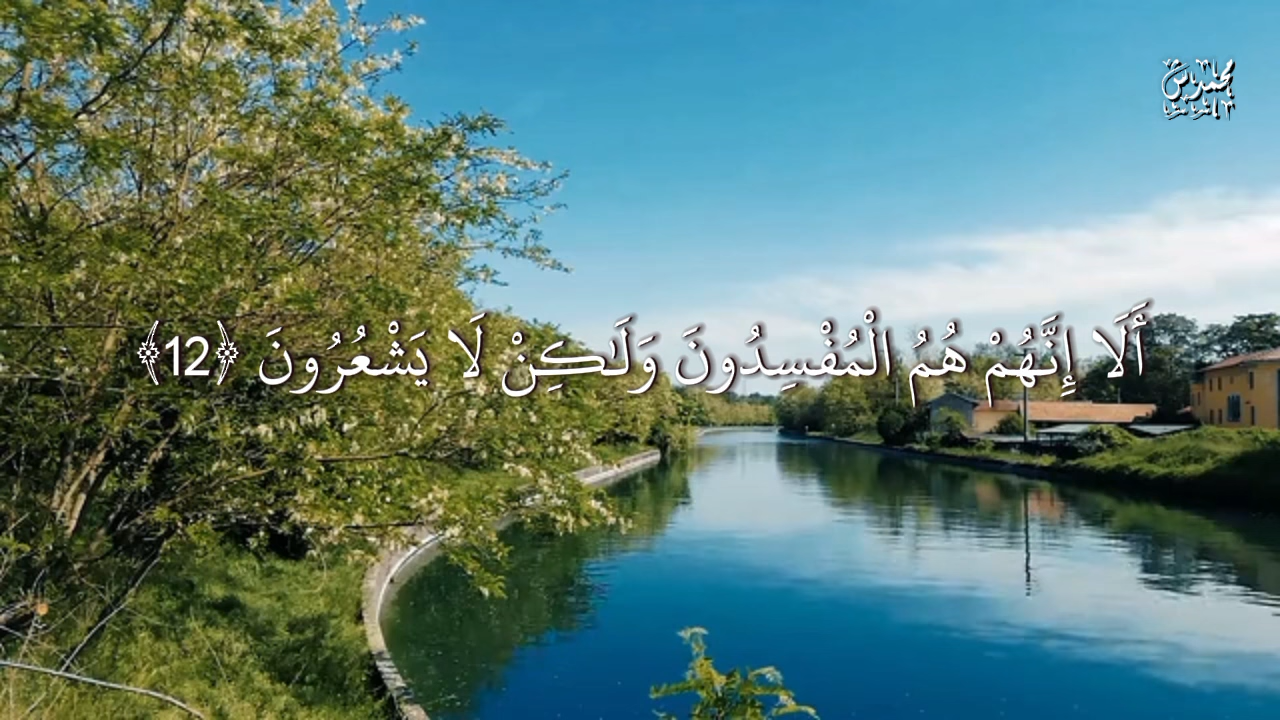 أَلَا إِنَّهُمْ هُمُ الْمُفْسِدُونَ وَلَٰكِنْ لَا يَشْعُرُونَ ﴿12﴾